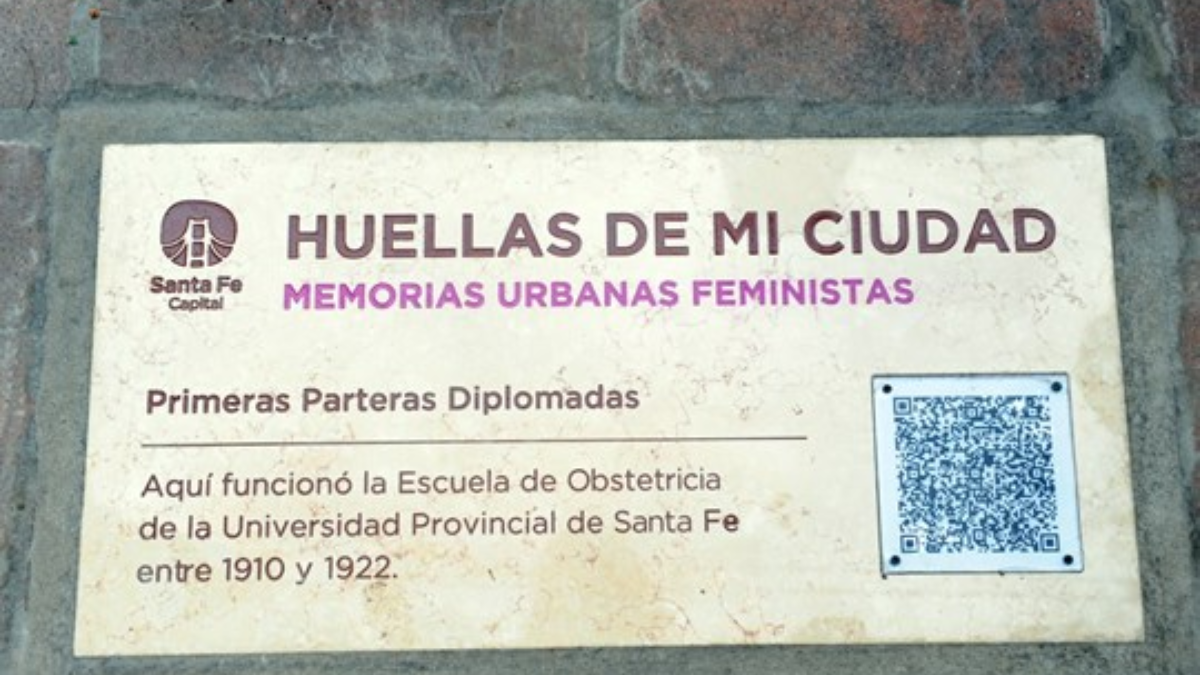 Santa Fe
Capital
HUELLAS DE MI CIUDAD
MEMORIAS URBANAS FEMINISTAS
Primeras Parteras Diplomadas
Aquí funcionó la Escuela de Obstetricia
de la Universidad Provincial de Santa Fe
entre 1910 y 1922.